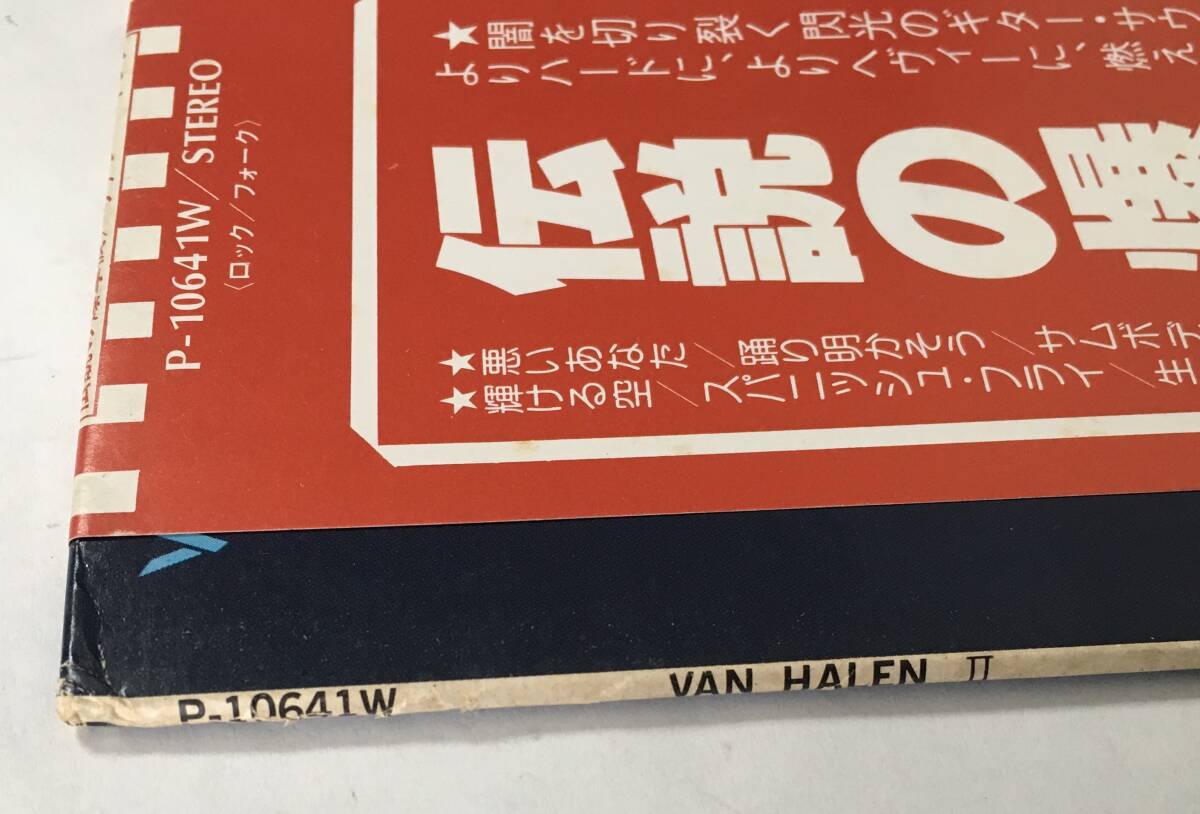 P-10641W/STEREO
〈ロック/フォーク〉
★闇を切り裂く閃光のギター・サウ
よりハードに、よりヘヴィーに、燃え
伝説の爆
★悪いあなた/踊り明かそう/サムボデ
★輝ける空/スパニッシュ・フライ/生
P-10641W VAN HALEN II